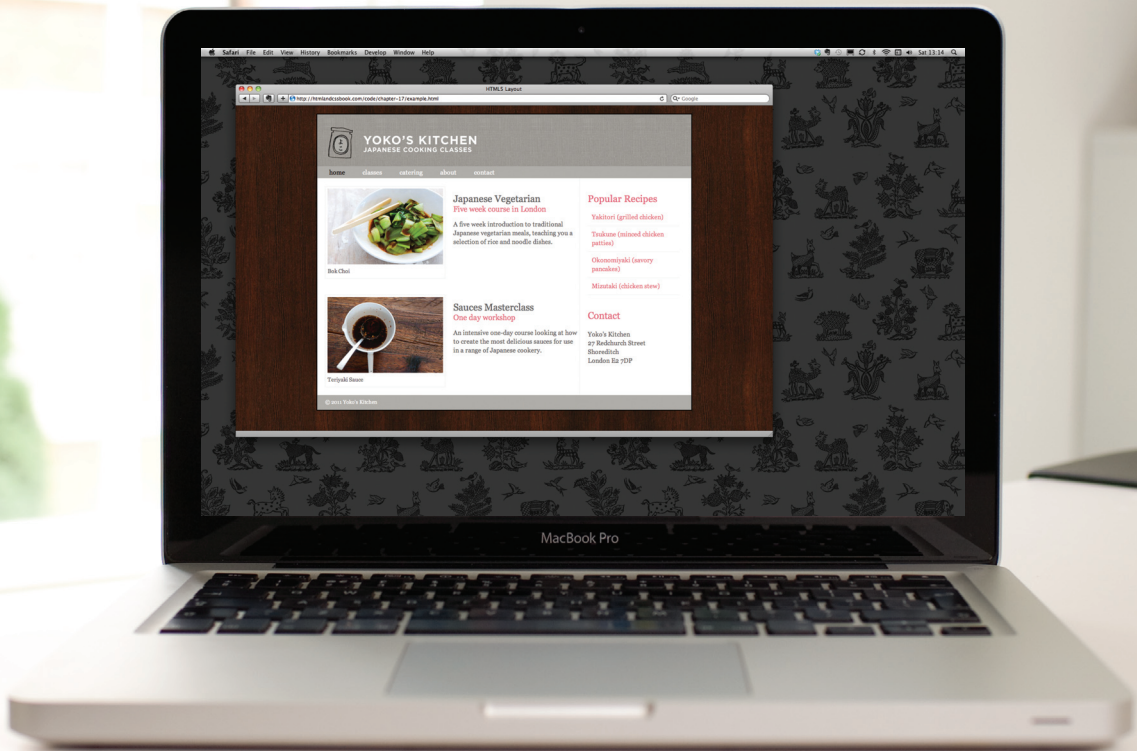 Safari File Edit View History Bookmarks Develop Window Help
Sat 13:14
HTML5 Layout
http://htmlandcssbook.com/code/chapter-17/example.html
Google
YOKO'S KITCHEN
JAPANESE COOKING CLASSES
home classes catering about contact
Japanese Vegetarian
Five week course in London
A five week introduction to traditional
Japanese vegetarian meals, teaching you a
selection of rice and noodle dishes.
Bok Choi
Sauces Masterclass
One day workshop
An intensive one-day course looking at how
to create the most delicious sauces for use
in a range of Japanese cookery.
Teriyaki Sauce
Popular Recipes
Yakitori (grilled chicken)
Tsukune (minced chicken
patties)
Okonomiyaki (savory
pancakes)
Mizutaki (chicken stew)
Contact
Yoko's Kitchen
27 Redchurch Street
Shoreditch
London E2 7DP
© 2011 Yoko's Kitchen
MacBook Pro